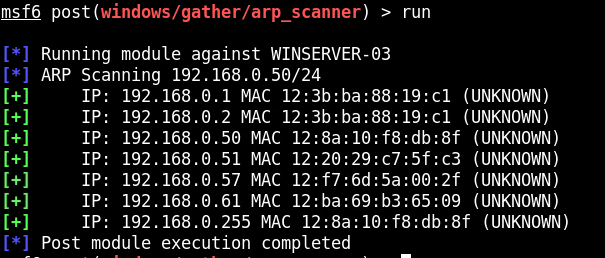 msf6 post(windows/gather/arp_scanner) > run
[*] Running module against WINSERVER-03
[*] ARP Scanning 192.168.0.50/24
[+]     IP: 192.168.0.1 MAC 12:3b:ba:88:19:c1 (UNKNOWN)
[+]     IP: 192.168.0.2 MAC 12:3b:ba:88:19:c1 (UNKNOWN)
[+]     IP: 192.168.0.50 MAC 12:8a:10:f8:db:8f (UNKNOWN)
[+]     IP: 192.168.0.51 MAC 12:20:29:c7:5f:c3 (UNKNOWN)
[+]     IP: 192.168.0.57 MAC 12:f7:6d:5a:00:2f (UNKNOWN)
[+]     IP: 192.168.0.61 MAC 12:ba:69:b3:65:09 (UNKNOWN)
[+]     IP: 192.168.0.255 MAC 12:8a:10:f8:db:8f (UNKNOWN)
[*] Post module execution completed